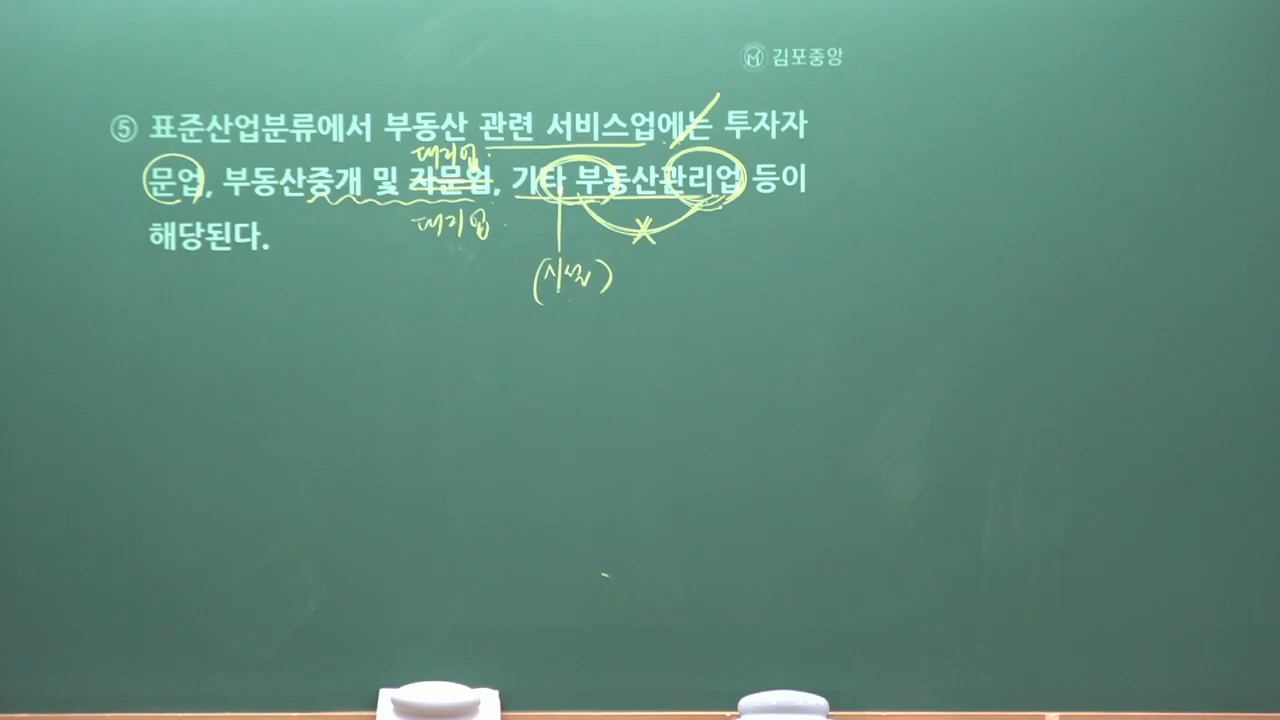 김포중앙
⑤ 표준산업분류에서 부동산 관련 서비스업에는 투자자
대리업
문업, 부동산중개 및 자문업, 기타 부동산관리업 등이
대리업
해당된다.
(시설)